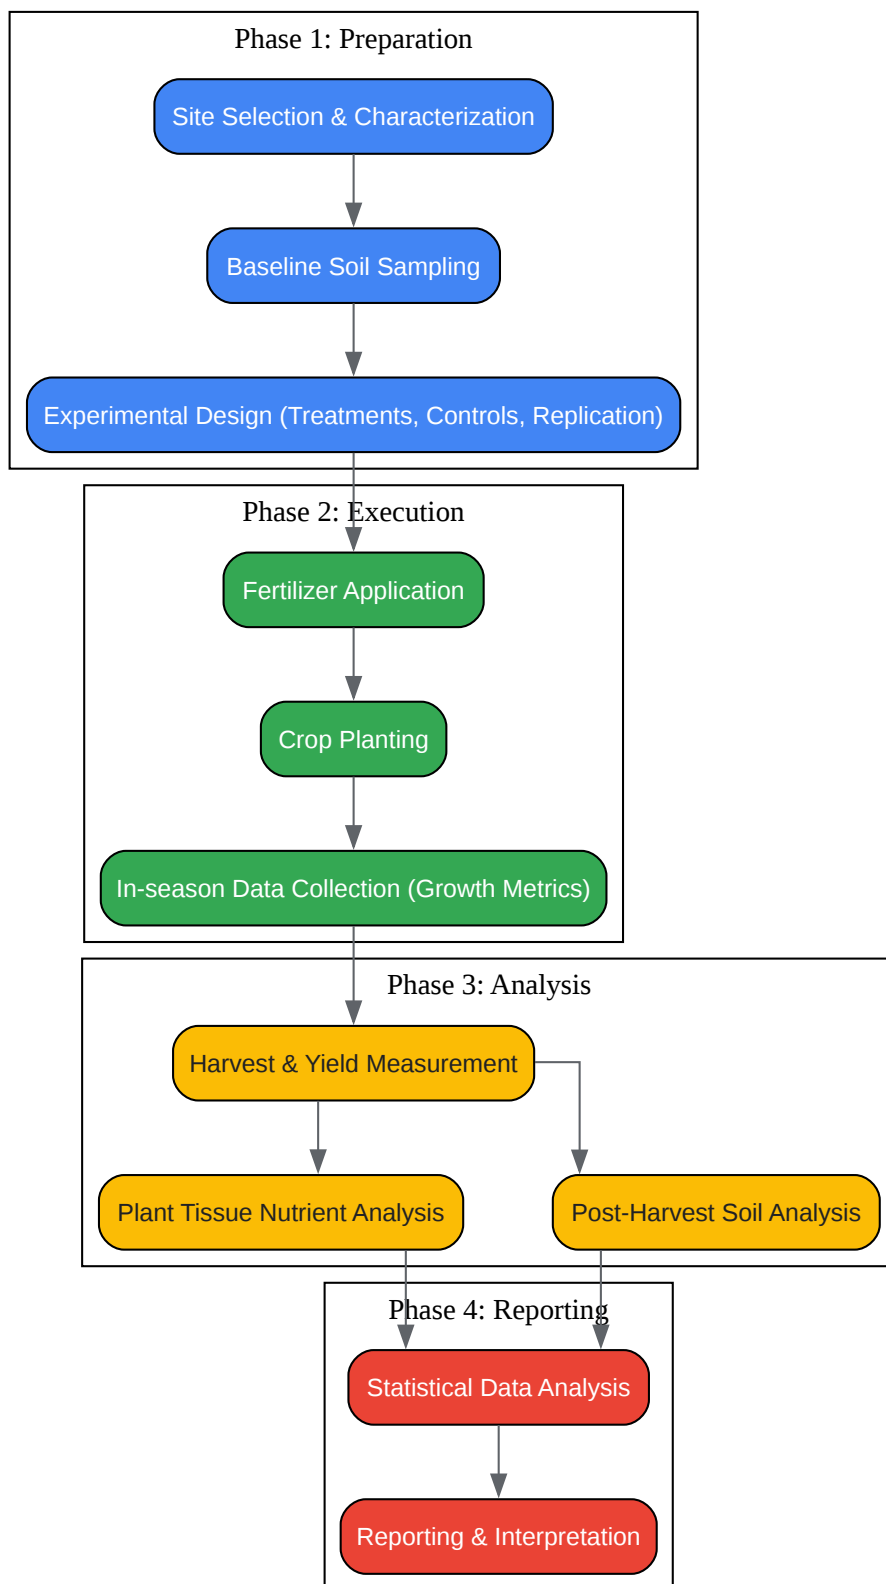 Phase 1: Preparation
Site Selection & Characterization
Baseline Soil Sampling
Experimental Design (Treatments, Controls, Replication)
Phase 2: Execution
Fertilizer Application
Crop Planting
In-season Data Collection (Growth Metrics)
Phase 3: Analysis
Harvest & Yield Measurement
Plant Tissue Nutrient Analysis
Post-Harvest Soil Analysis
Phase 4: Reporting
Statistical Data Analysis
Reporting & Interpretation